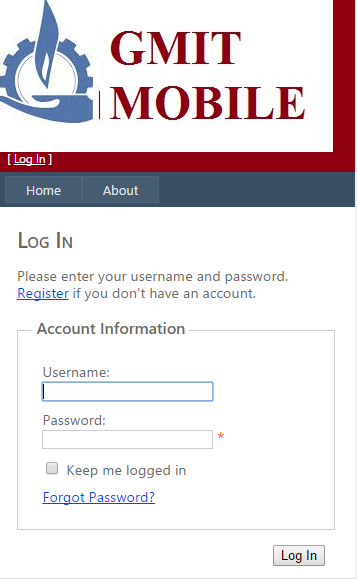 GMIT
MOBILE
[ Log In ]
Home About
Log In
Please enter your username and password.
Register if you don't have an account.
Account Information
Username:
Password:
*
Keep me logged in
Forgot Password?
Log In